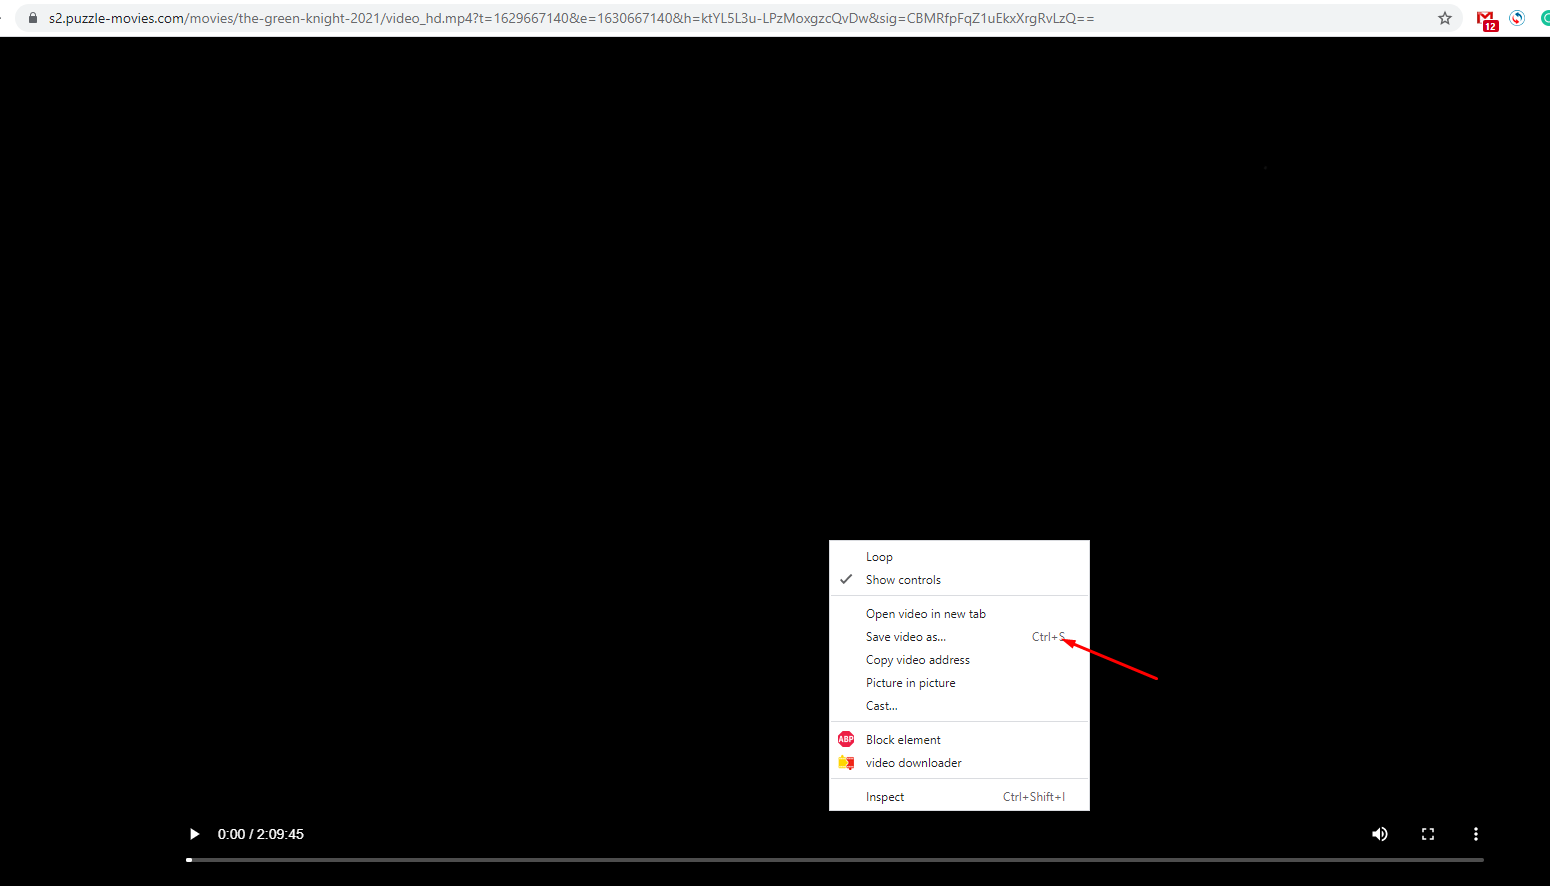 s2.puzzle-movies.com/movies/the-green-knight-2021/video_hd.mp4?t=1629667140&e=1630667140&h=ktYL5L3u-LPzMoxgzcQvDw&sig=CBMRfpFqZ1uEkxXrgRvLzQ==
12
Loop
Show controls
Open video in new tab
Save video as... Ctrl+S
Copy video address
Picture in picture
Cast...
ABP Block element
video downloader
Inspect Ctrl+Shift+I
0:00 / 2:09:45